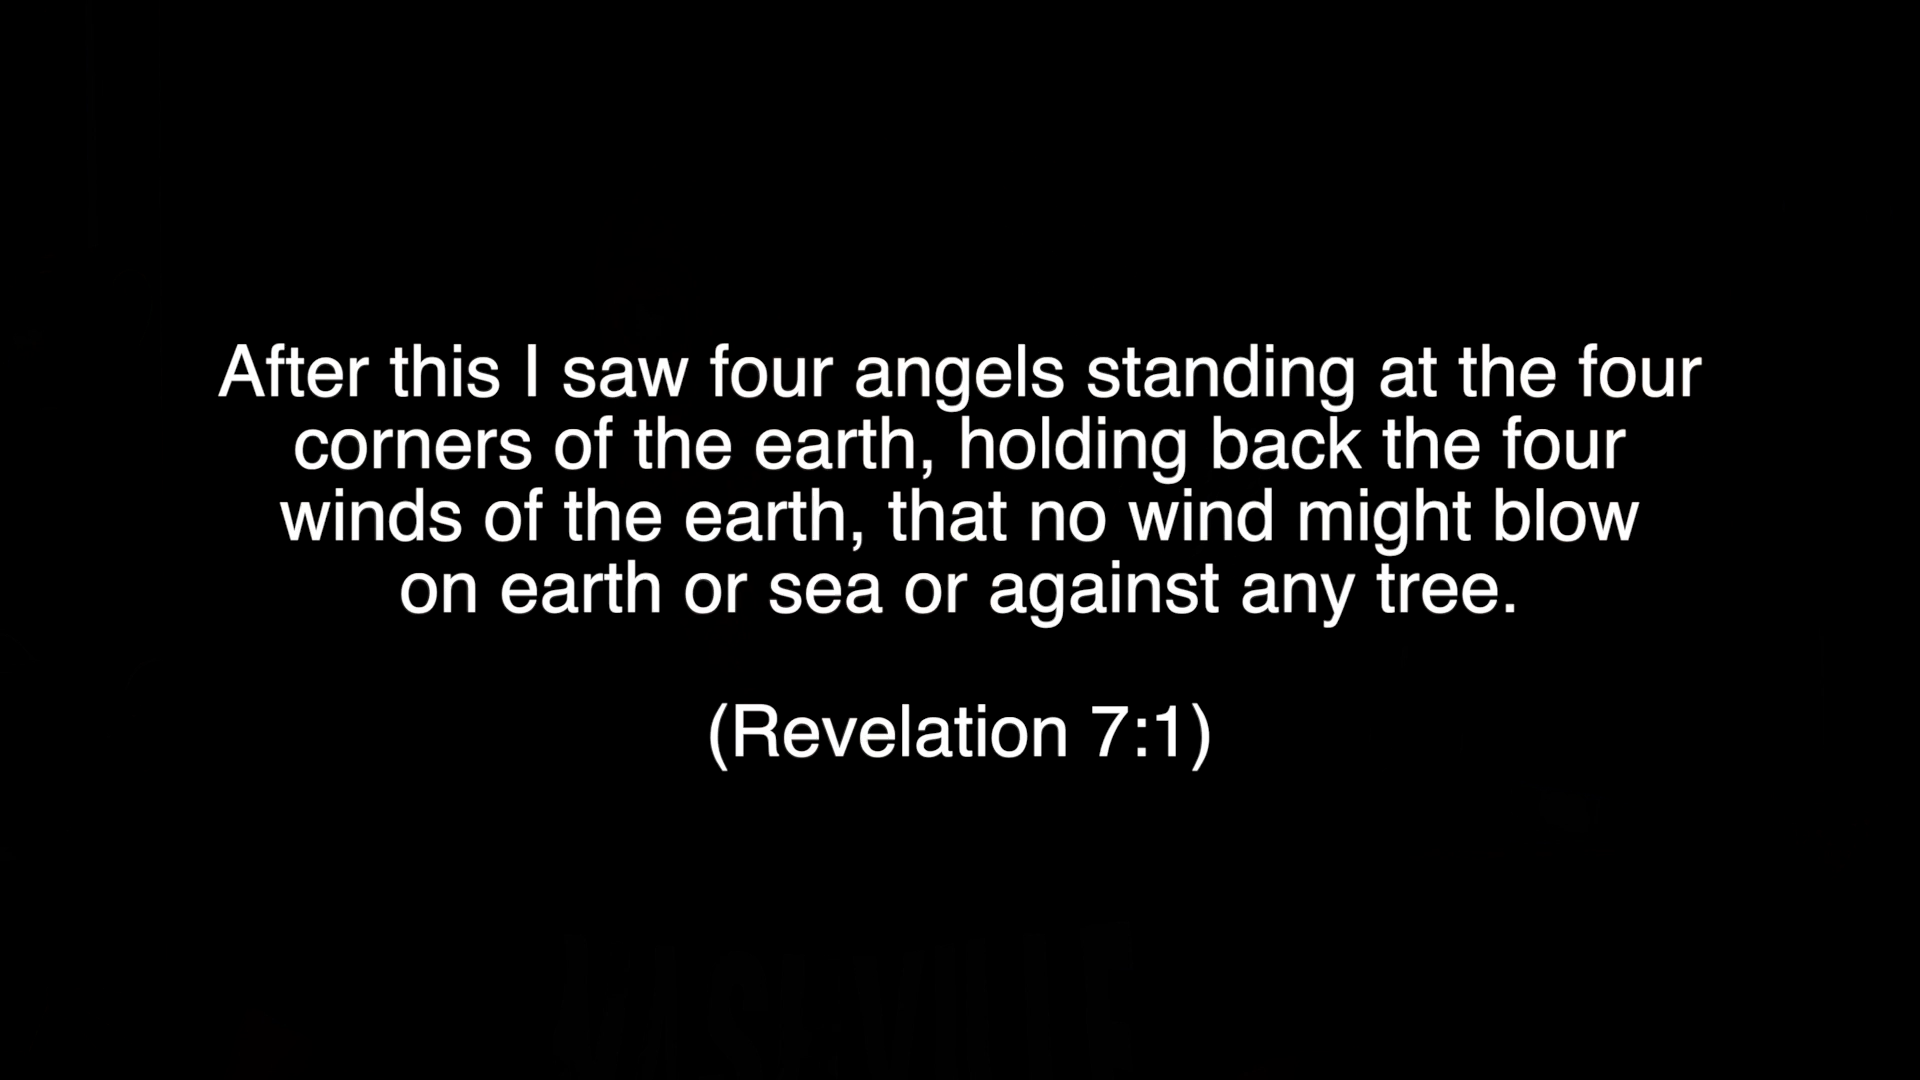 After this I saw four angels standing at the four
corners of the earth, holding back the four
winds of the earth, that no wind might blow
on earth or sea or against any tree.
(Revelation 7:1)